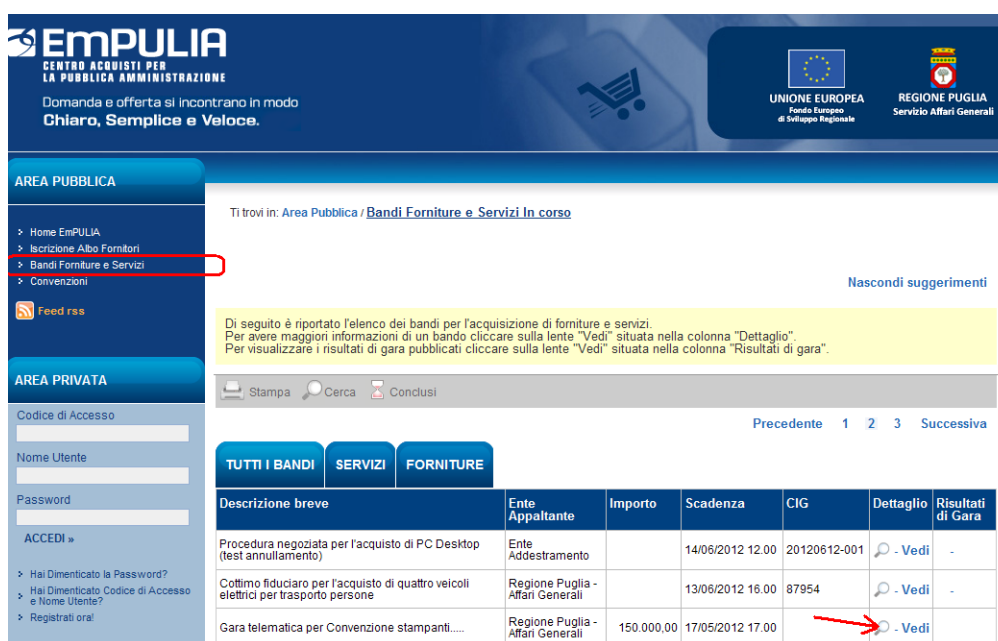 EmPULIA
CENTRO ACQUISTI PER
LA PUBBLICA AMMINISTRAZIONE
Domanda e offerta si incontrano in modo
Chiaro, Semplice e Veloce.
UNIONE EUROPEA
Fondo Europeo
di Sviluppo Regionale
REGIONE PUGLIA
Servizio Affari Generali
AREA PUBBLICA
Home EmPULIA
Iscrizione Albo Fornitori
Bandi Forniture e Servizi
Convenzioni
Feed rss
AREA PRIVATA
Codice di Accesso
Nome Utente
Password
ACCEDI »
Hai Dimenticato la Password?
Hai Dimenticato Codice di Accesso
e Nome Utente?
Registrati ora!
Ti trovi in: Area Pubblica / Bandi Forniture e Servizi In corso
Nascondi suggerimenti
Di seguito è riportato l'elenco dei bandi per l'acquisizione di forniture e servizi.
Per avere maggiori informazioni di un bando cliccare sulla lente "Vedi" situata nella colonna "Dettaglio".
Per visualizzare i risultati di gara pubblicati cliccare sulla lente "Vedi" situata nella colonna "Risultati di gara".
Stampa Cerca Conclusi
Precedente 1 2 3 Successiva
TUTTI I BANDI SERVIZI FORNITURE
Descrizione breve Ente Appaltante Importo Scadenza CIG Dettaglio Risultati di Gara
Procedura negoziata per l'acquisto di PC Desktop (test annullamento) Ente Addestramento 14/06/2012 12.00 20120612-001 - Vedi -
Cottimo fiduciaro per l'acquisto di quattro veicoli elettrici per trasporto persone Regione Puglia - Affari Generali 13/06/2012 16.00 87954 - Vedi -
Gara telematica per Convenzione stampanti..... Regione Puglia - Affari Generali 150.000,00 17/05/2012 17.00 - Vedi